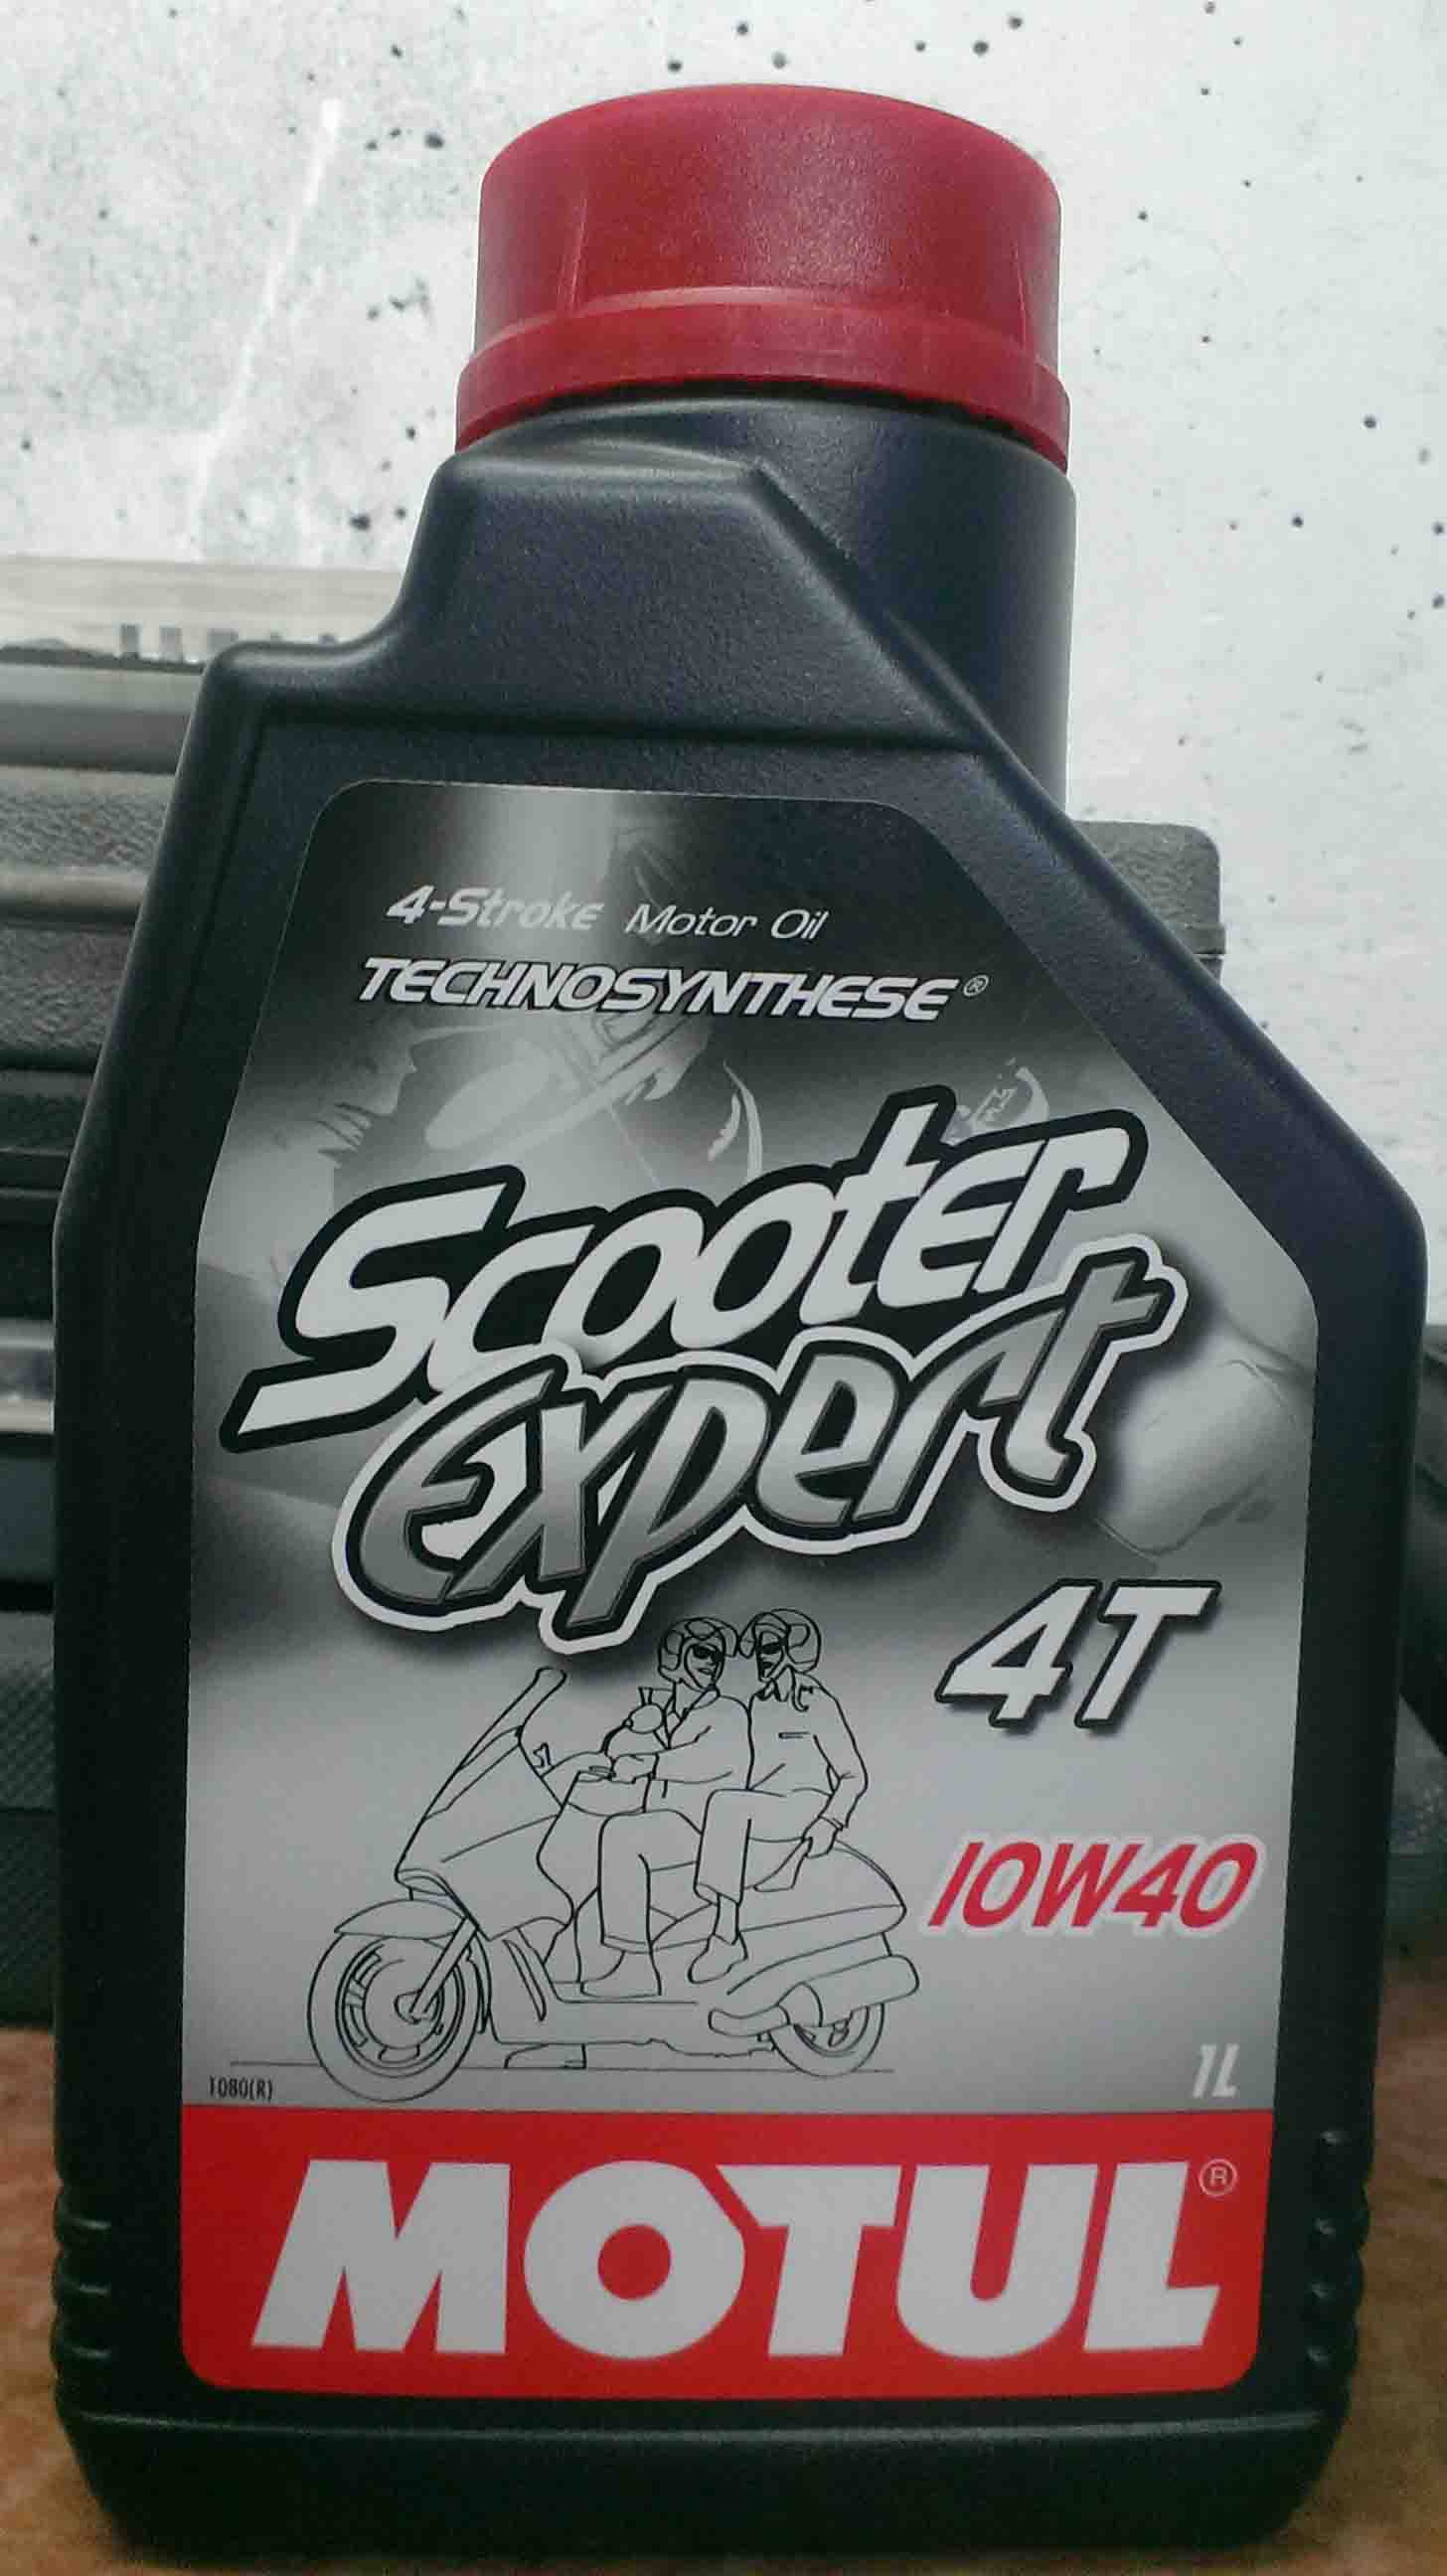 4-Stroke Motor Oil
TECHNOSYNTHESE®
Scooter
Expert
4T
10W40
1L
1080(R)
MOTUL®